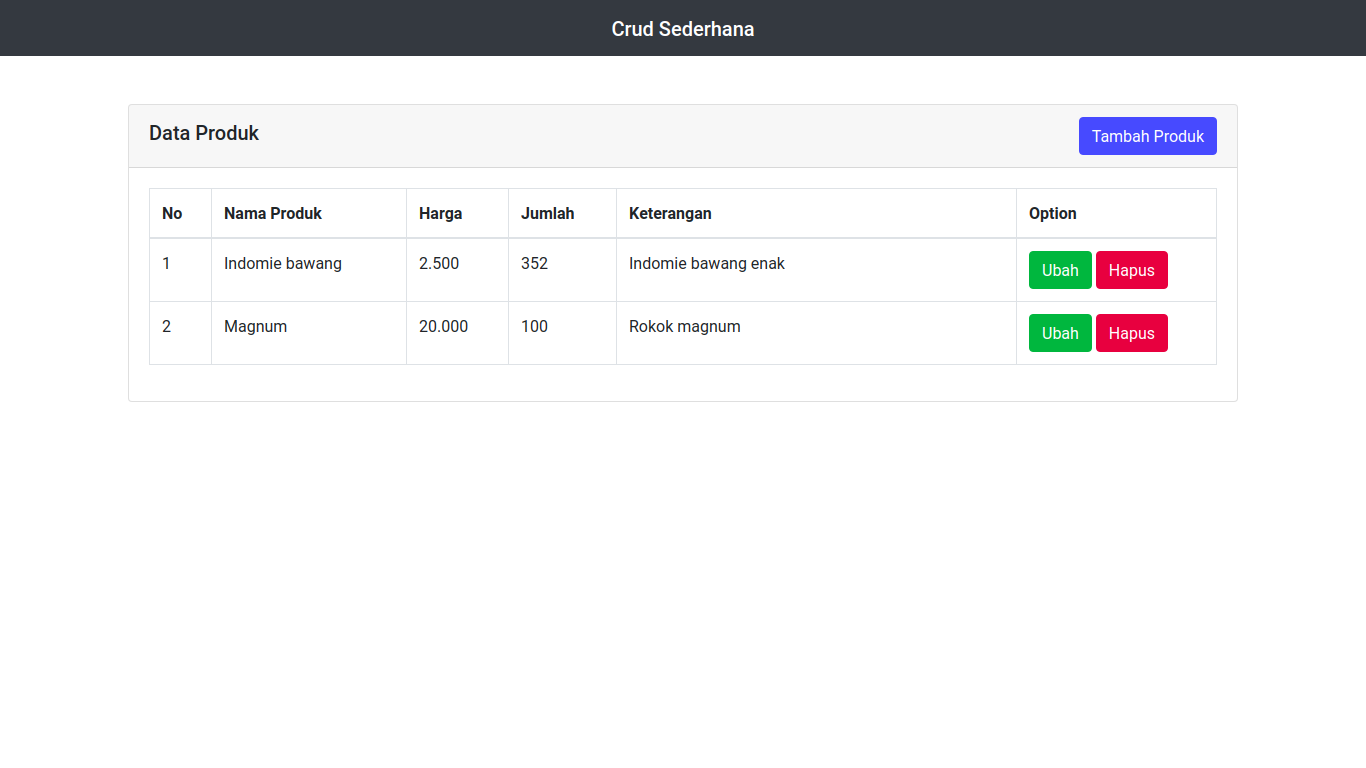 Crud Sederhana
Data Produk Tambah Produk
No Nama Produk Harga Jumlah Keterangan Option
1 Indomie bawang 2.500 352 Indomie bawang enak Ubah Hapus
2 Magnum 20.000 100 Rokok magnum Ubah Hapus